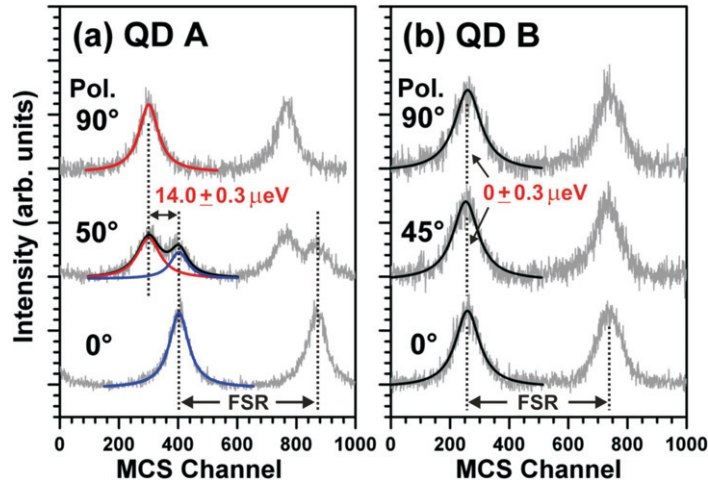 (a) QD A
Pol.
90°
14.0 ± 0.3 μeV
50°
0°
FSR
0 200 400 600 800 1000
MCS Channel
Intensity (arb. units)
(b) QD B
90°
0 ± 0.3 μeV
45°
0°
FSR
0 200 400 600 800 1000
MCS Channel